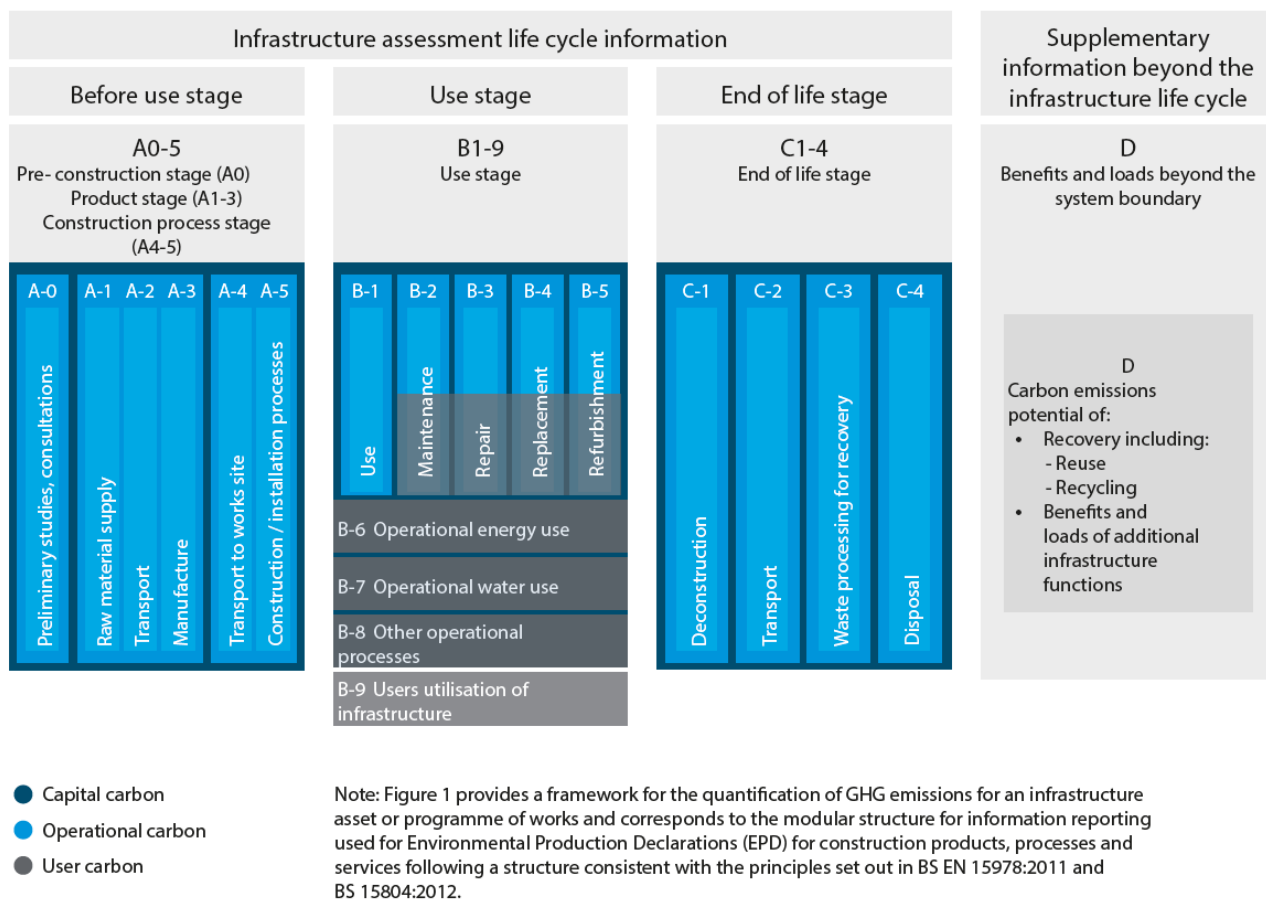 Infrastructure assessment life cycle information
Supplementary
information beyond the
infrastructure life cycle
Before use stage
Use stage
End of life stage
A0-5
Pre- construction stage (A0)
Product stage (A1-3)
Construction process stage
(A4-5)
B1-9
Use stage
C1-4
End of life stage
D
Benefits and loads beyond the
system boundary
A-0
Preliminary studies, consultations
A-1
Raw material supply
A-2
Transport
A-3
Manufacture
A-4
Transport to works site
A-5
Construction / installation processes
B-1
Use
B-2
Maintenance
B-3
Repair
B-4
Replacement
B-5
Refurbishment
B-6 Operational energy use
B-7 Operational water use
B-8 Other operational
processes
B-9 Users utilisation of
infrastructure
C-1
Deconstruction
C-2
Transport
C-3
Waste processing for recovery
C-4
Disposal
D
Carbon emissions
potential of:
• Recovery including:
- Reuse
- Recycling
• Benefits and
loads of additional
infrastructure
functions
Capital carbon
Operational carbon
User carbon
Note: Figure 1 provides a framework for the quantification of GHG emissions for an infrastructure
asset or programme of works and corresponds to the modular structure for information reporting
used for Environmental Production Declarations (EPD) for construction products, processes and
services following a structure consistent with the principles set out in BS EN 15978:2011 and
BS 15804:2012.